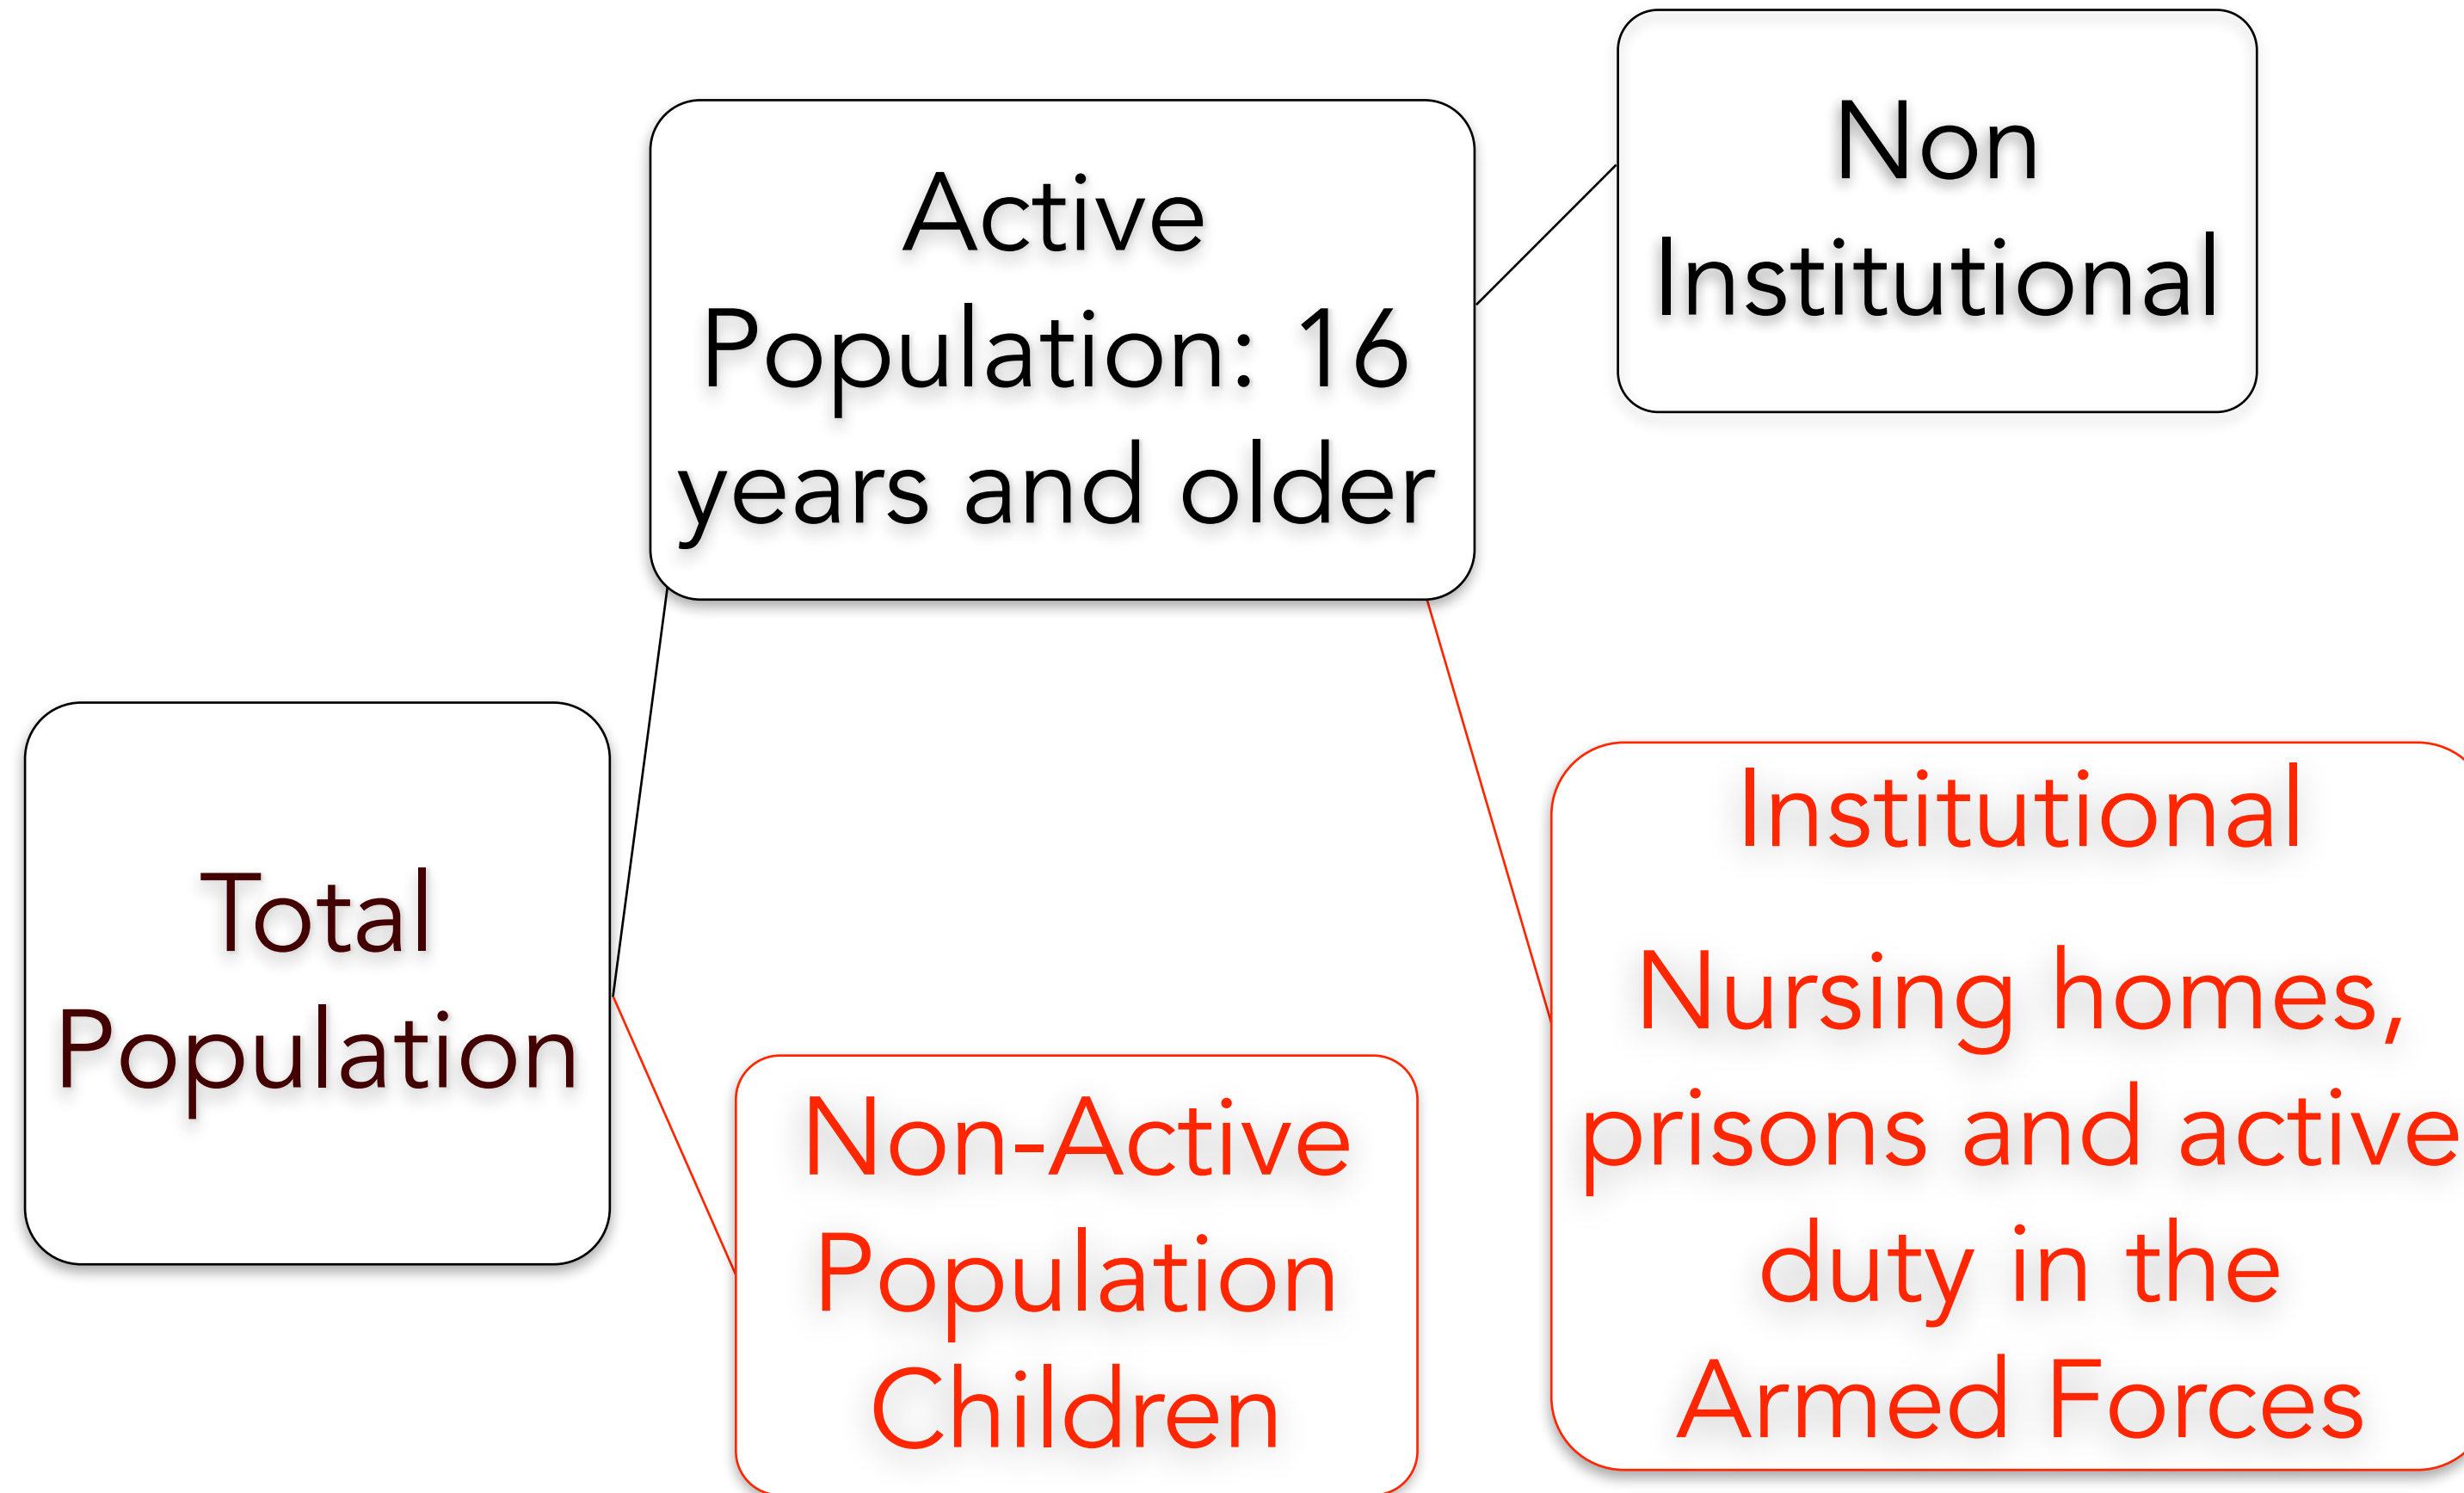 Total
Population
Active
Population: 16
years and older
Non-Active
Population
Children
Non
Institutional
Institutional
Nursing homes,
prisons and active
duty in the
Armed Forces